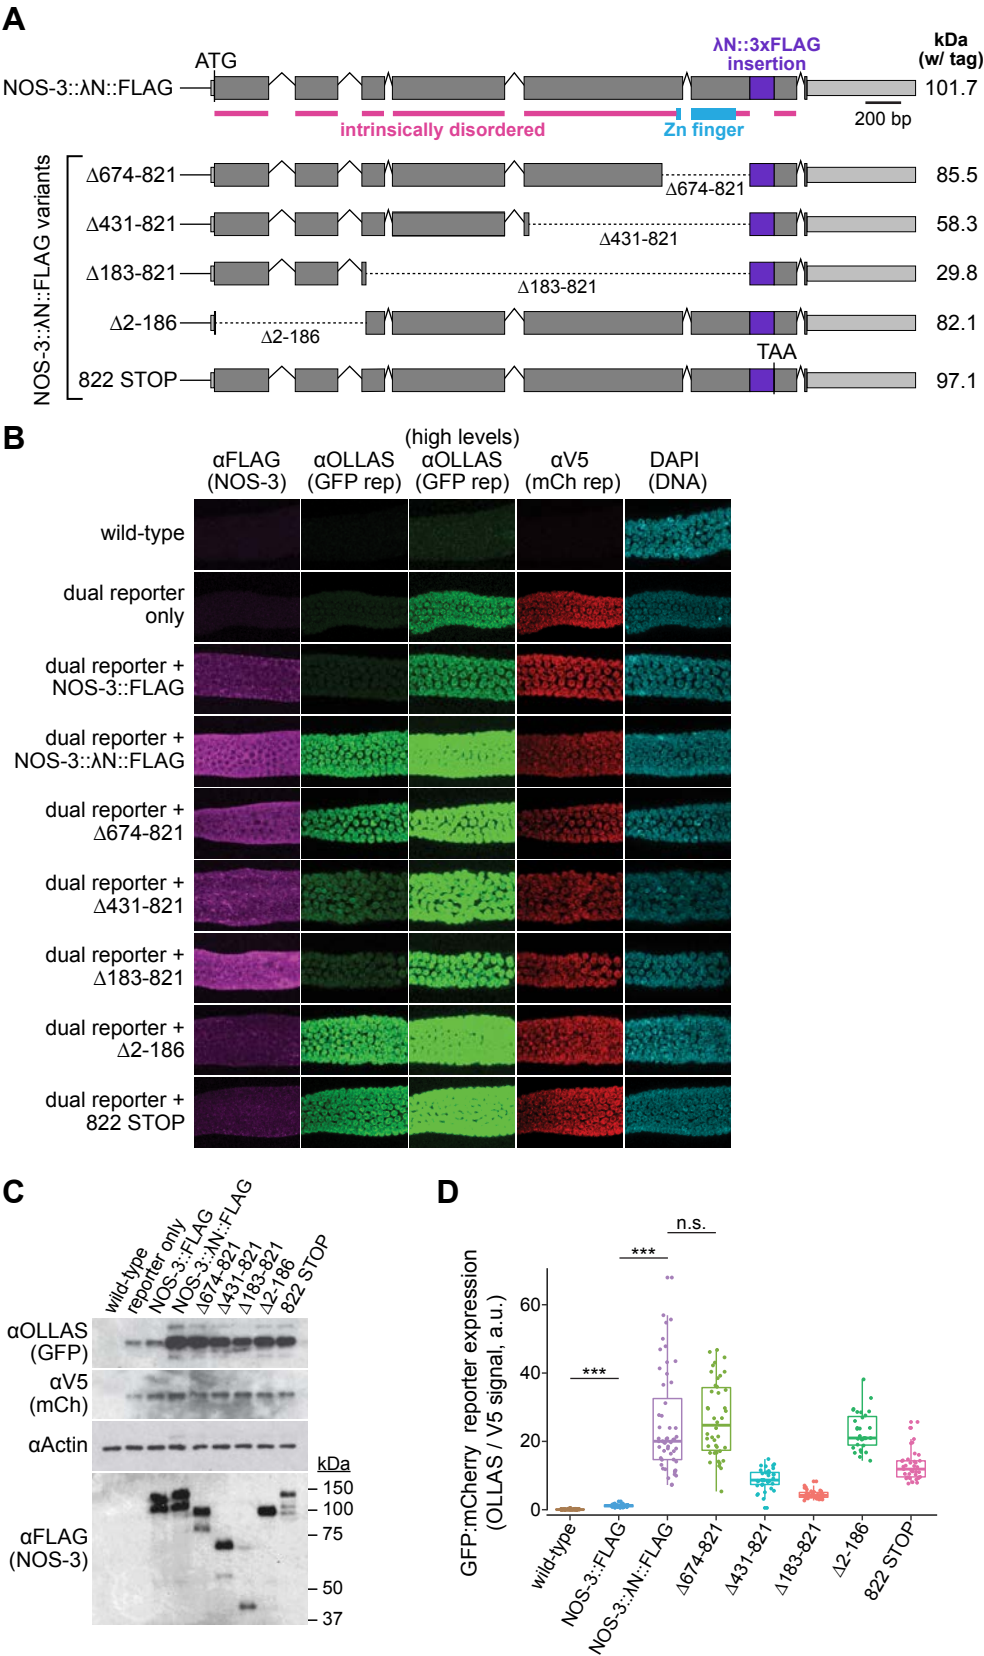 A
λN::3xFLAG
insertion
kDa
(w/ tag)
ATG
NOS-3::λN::FLAG
101.7
200 bp
intrinsically disordered
Zn finger
NOS-3::λN::FLAG variants
Δ674-821
Δ674-821
85.5
Δ431-821
Δ431-821
58.3
Δ183-821
Δ183-821
29.8
Δ2-186
Δ2-186
82.1
TAA
822 STOP
97.1
B
αFLAG
(NOS-3)
αOLLAS
(GFP rep)
(high levels)
αOLLAS
(GFP rep)
αV5
(mCh rep)
DAPI
(DNA)
wild-type
dual reporter
only
dual reporter +
NOS-3::FLAG
dual reporter +
NOS-3::λN::FLAG
dual reporter +
Δ674-821
dual reporter +
Δ431-821
dual reporter +
Δ183-821
dual reporter +
Δ2-186
dual reporter +
822 STOP
C
wild-type
reporter only
NOS-3::FLAG
NOS-3::λN::FLAG
Δ674-821
Δ431-821
Δ183-821
Δ2-186
822 STOP
αOLLAS
(GFP)
αV5
(mCh)
αActin
αFLAG
(NOS-3)
kDa
150
100
75
50
37
D
GFP:mCherry reporter expression
(OLLAS / V5 signal, a.u.)
60
40
20
0
***
***
n.s.
wild-type
NOS-3::FLAG
NOS-3::λN::FLAG
Δ674-821
Δ431-821
Δ183-821
Δ2-186
822 STOP